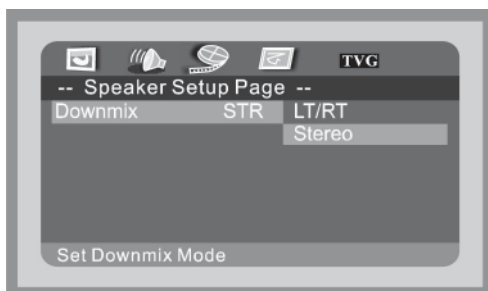 TVG
-- Speaker Setup Page --
Downmix STR LT/RT
Stereo
Set Downmix Mode